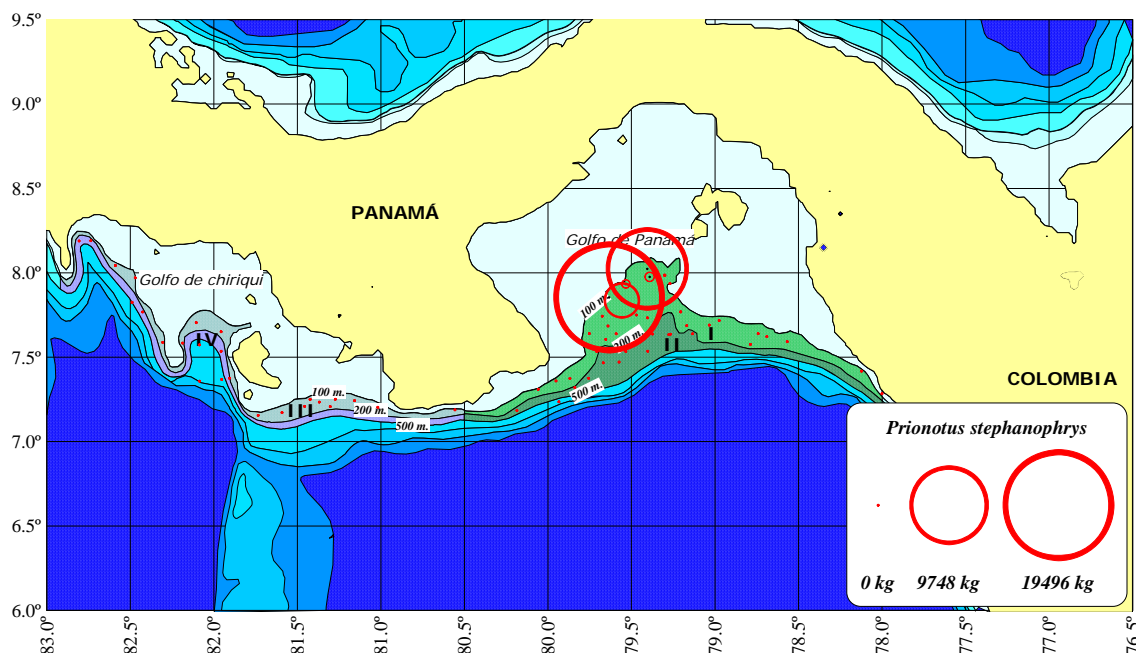 9.5º
9.0º
8.5º
8.0º
7.5º
7.0º
6.5º
6.0º
PANAMÁ
Golfo de Panamá
Golfo de chiriquí
100 m.
200 m.
I
II
IV
500 m.
COLOMBIA
100 m.
III
200 m.
500 m.
Prionotus stephanophrys
0 kg 9748 kg 19496 kg
83.0º 82.5º 82.0º 81.5º 81.0º 80.5º 80.0º 79.5º 79.0º 78.5º 78.0º 77.5º 77.0º 76.5º